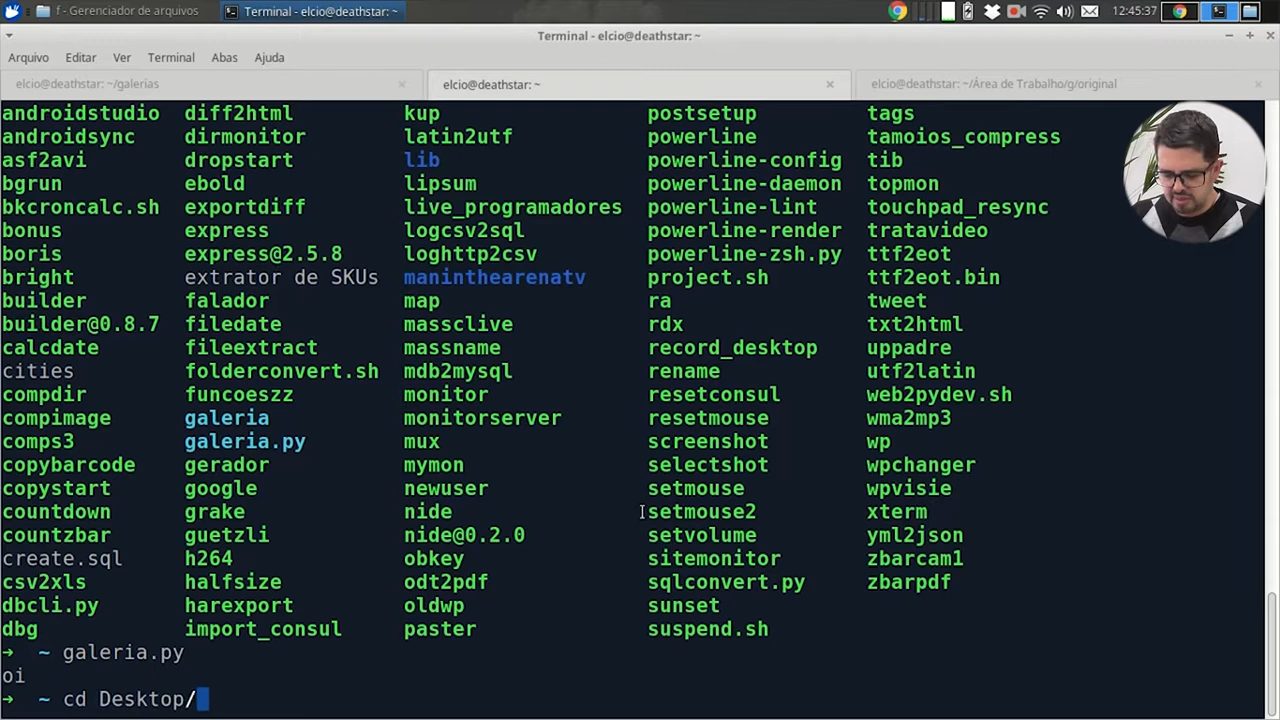 f - Gerenciador de arquivos Terminal - elcio@deathstar: ~ 12:45:37
Terminal - elcio@deathstar: ~
Arquivo Editar Ver Terminal Abas Ajuda
elcio@deathstar: ~/galerias elcio@deathstar: ~ elcio@deathstar: ~/Área de Trabalho/g/original
androidstudio diff2html kup postsetup tags
androidsync dirmonitor latin2utf powerline tamoios_compress
asf2avi dropstart lib powerline-config tib
bgrun ebold lipsum powerline-daemon topmon
bkcroncalc.sh exportdiff live_programadores powerline-lint touchpad_resync
bonus express logcsv2sql powerline-render tratavideo
boris express@2.5.8 loghttp2csv powerline-zsh.py ttf2eot
bright extrator de SKUs maninthearenatv project.sh ttf2eot.bin
builder falador map ra tweet
builder@0.8.7 filedate massclive rdx txt2html
calcdate fileextract massname record_desktop uppadre
cities folderconvert.sh mdb2mysql rename utf2latin
compdir funcoeszz monitor resetconsul web2pydev.sh
compimage galeria monitorserver resetmouse wma2mp3
comps3 galeria.py mux screenshot wp
copybarcode gerador mymon selectshot wpchanger
copystart google newuser setmouse wpvisie
countdown grake nide setmouse2 xterm
countzbar guetzli nide@0.2.0 setvolume yml2json
create.sql h264 obkey sitemonitor zbarcam1
csv2xls halfsize odt2pdf sqlconvert.py zbarpdf
dbcli.py harexport oldwp sunset
dbg import_consul paster suspend.sh
➜ ~ galeria.py
oi
➜ ~ cd Desktop/